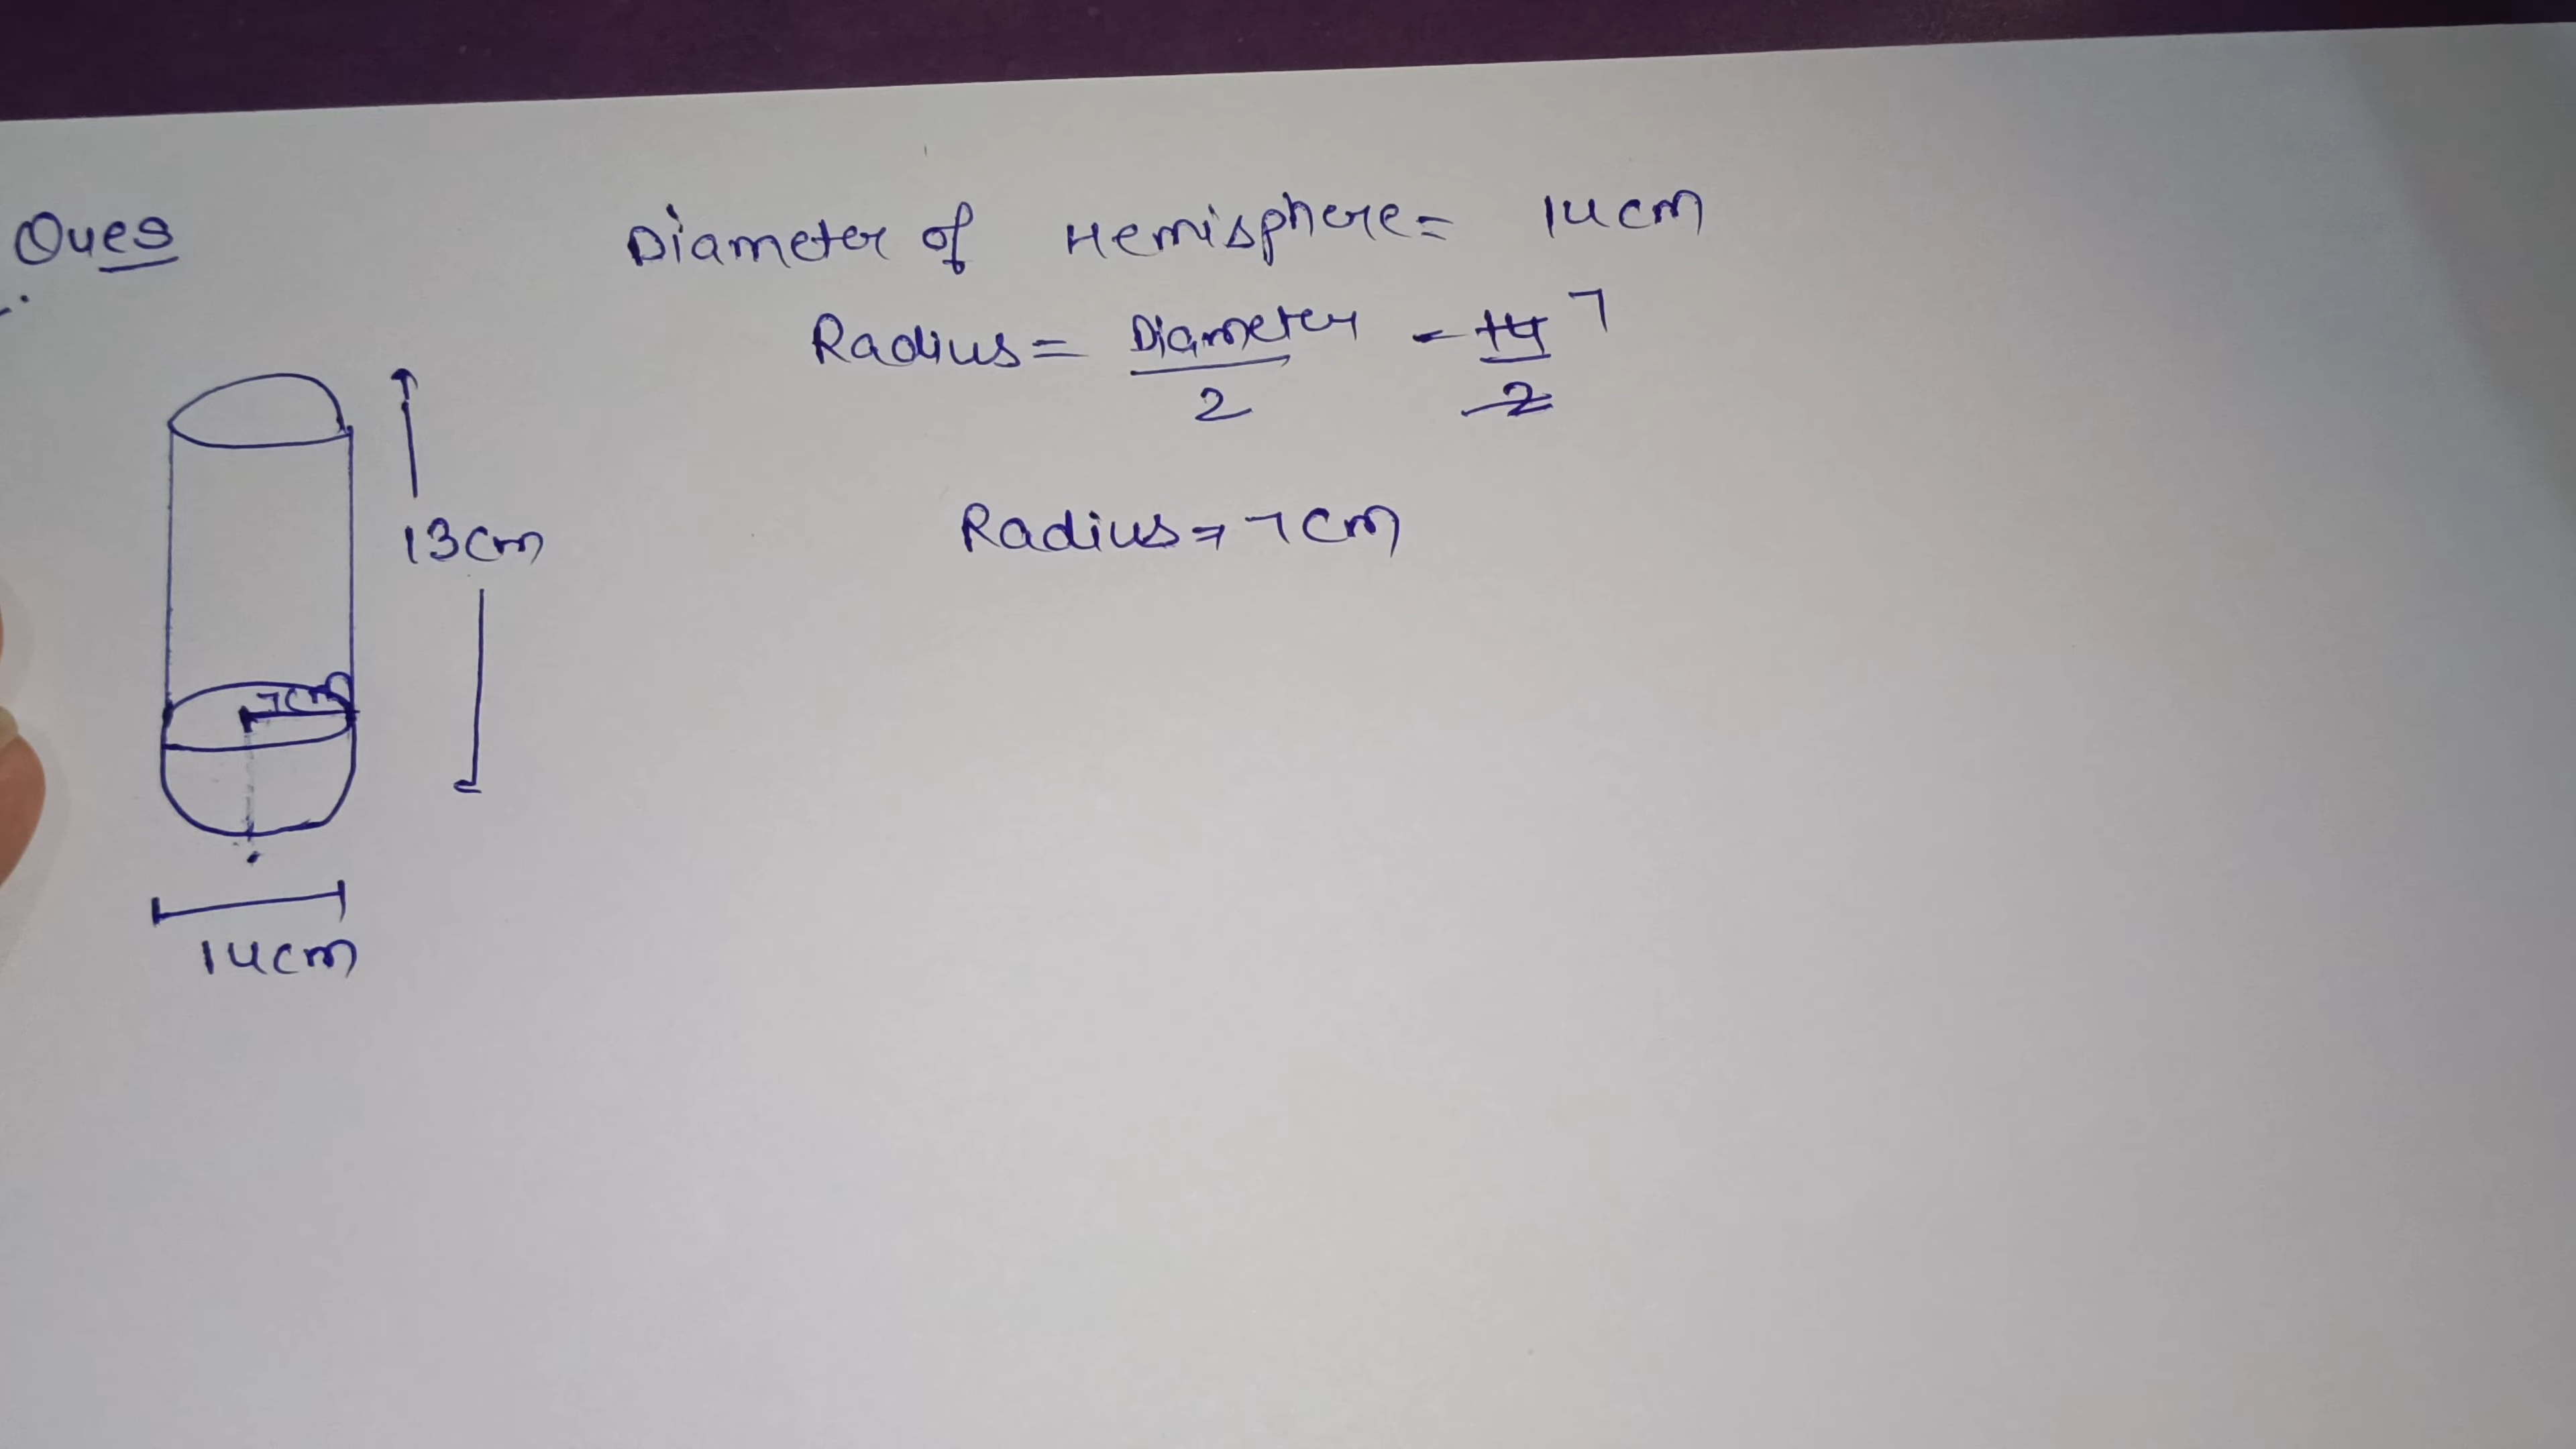 Ques
Diameter of Hemisphere = 14cm
Radius = Diameter/2 = 14/2 7
Radius = 7cm
13cm
7cm
14cm